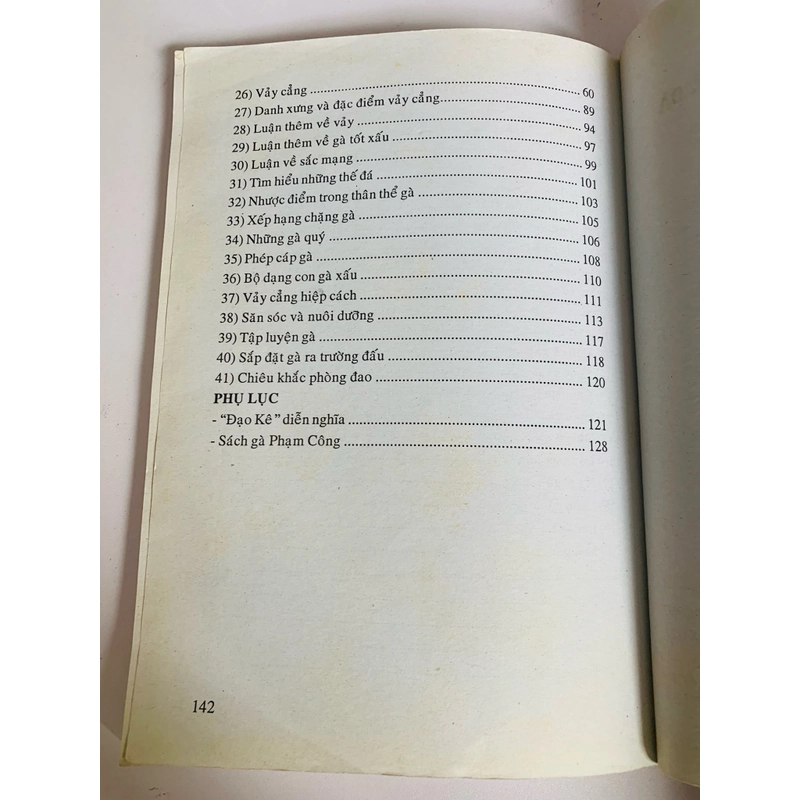 26) Vảy cẳng ........................................................ 60
27) Danh xưng và đặc điểm vảy cẳng ............................. 89
28) Luận thêm về vảy ............................................... 94
29) Luận thêm về gà tốt xấu ........................................ 97
30) Luận về sắc mạng ................................................ 99
31) Tìm hiểu những thế đá .......................................... 101
32) Nhược điểm trong thân thể gà ................................. 103
33) Xếp hạng chặng gà ............................................... 105
34) Những gà quý ..................................................... 106
35) Phép cáp gà ....................................................... 108
36) Bộ dạng con gà xấu ............................................. 110
37) Vảy cẳng hiệp cách .............................................. 111
38) Săn sóc và nuôi dưỡng .......................................... 113
39) Tập luyện gà ...................................................... 117
40) Sắp đặt gà ra trường đấu ....................................... 118
41) Chiêu khắc phòng đao .......................................... 120
PHỤ LỤC
- “Đạo Kê” diễn nghĩa ............................................... 121
- Sách gà Phạm Công ................................................ 128
142